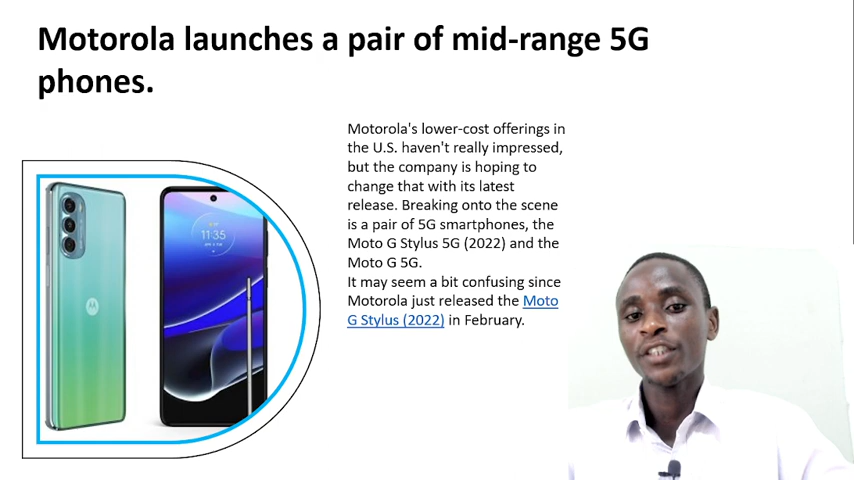 Motorola launches a pair of mid-range 5G
phones.
Motorola's lower-cost offerings in
the U.S. haven't really impressed,
but the company is hoping to
change that with its latest
release. Breaking onto the scene
is a pair of 5G smartphones, the
Moto G Stylus 5G (2022) and the
Moto G 5G.
It may seem a bit confusing since
Motorola just released the Moto
G Stylus (2022) in February.
11:35